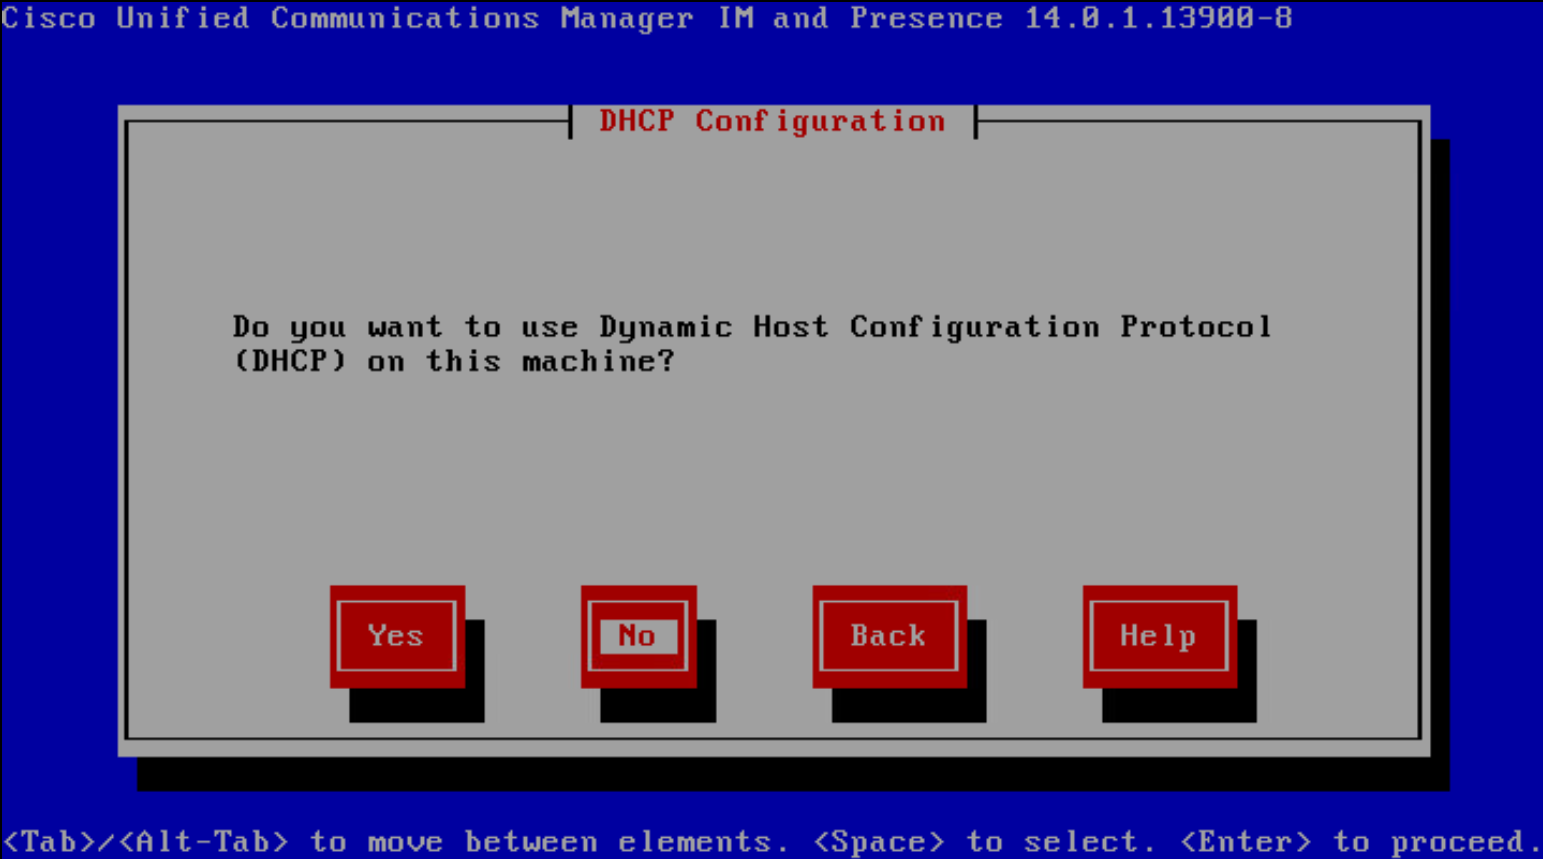 Cisco Unified Communications Manager IM and Presence 14.0.1.13900-8
DHCP Configuration
Do you want to use Dynamic Host Configuration Protocol
(DHCP) on this machine?
Yes No Back Help
<Tab>/<Alt-Tab> to move between elements. <Space> to select. <Enter> to proceed.